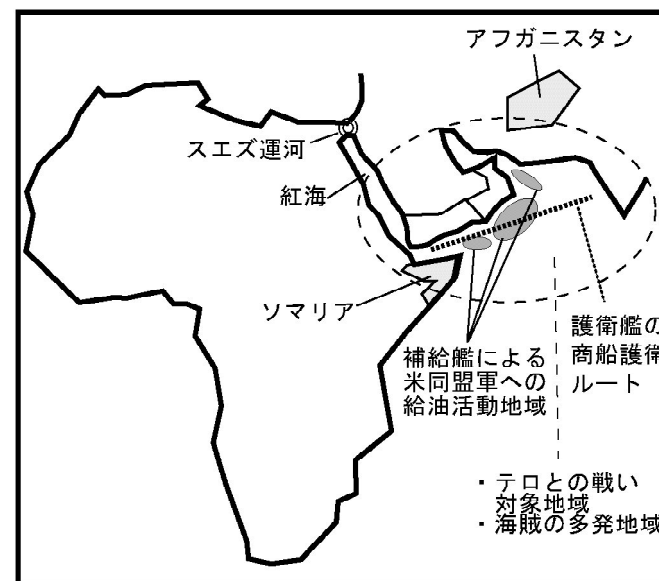 アフガニスタン
スエズ運河
紅海
ソマリア
補給艦による
米同盟軍への
給油活動地域
護衛艦の
商船護衛
ルート
・テロとの戦い
対象地域
・海賊の多発地域